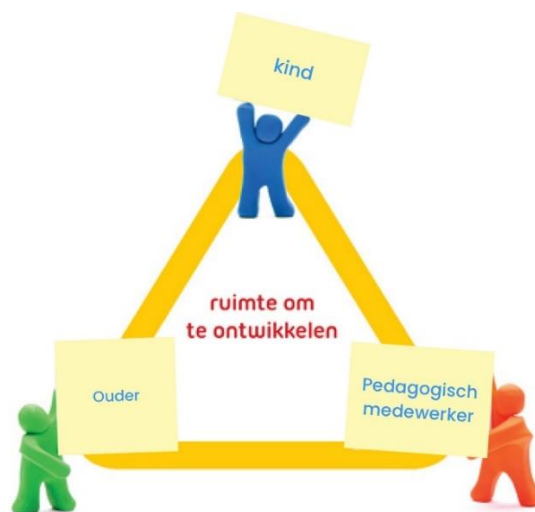 kind
ruimte om
te ontwikkelen
Ouder
Pedagogisch
medewerker